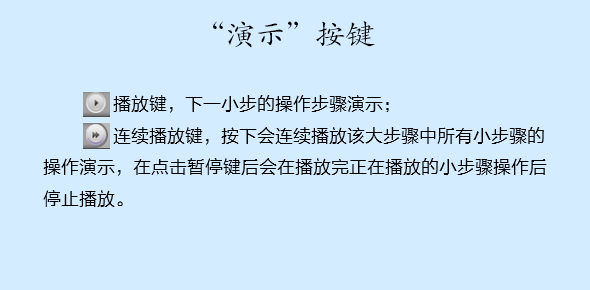 “演示”按键
播放键，下一小步的操作步骤演示；
连续播放键，按下会连续播放该大步骤中所有小步骤的
操作演示，在点击暂停键后会在播放完正在播放的小步骤操作后
停止播放。